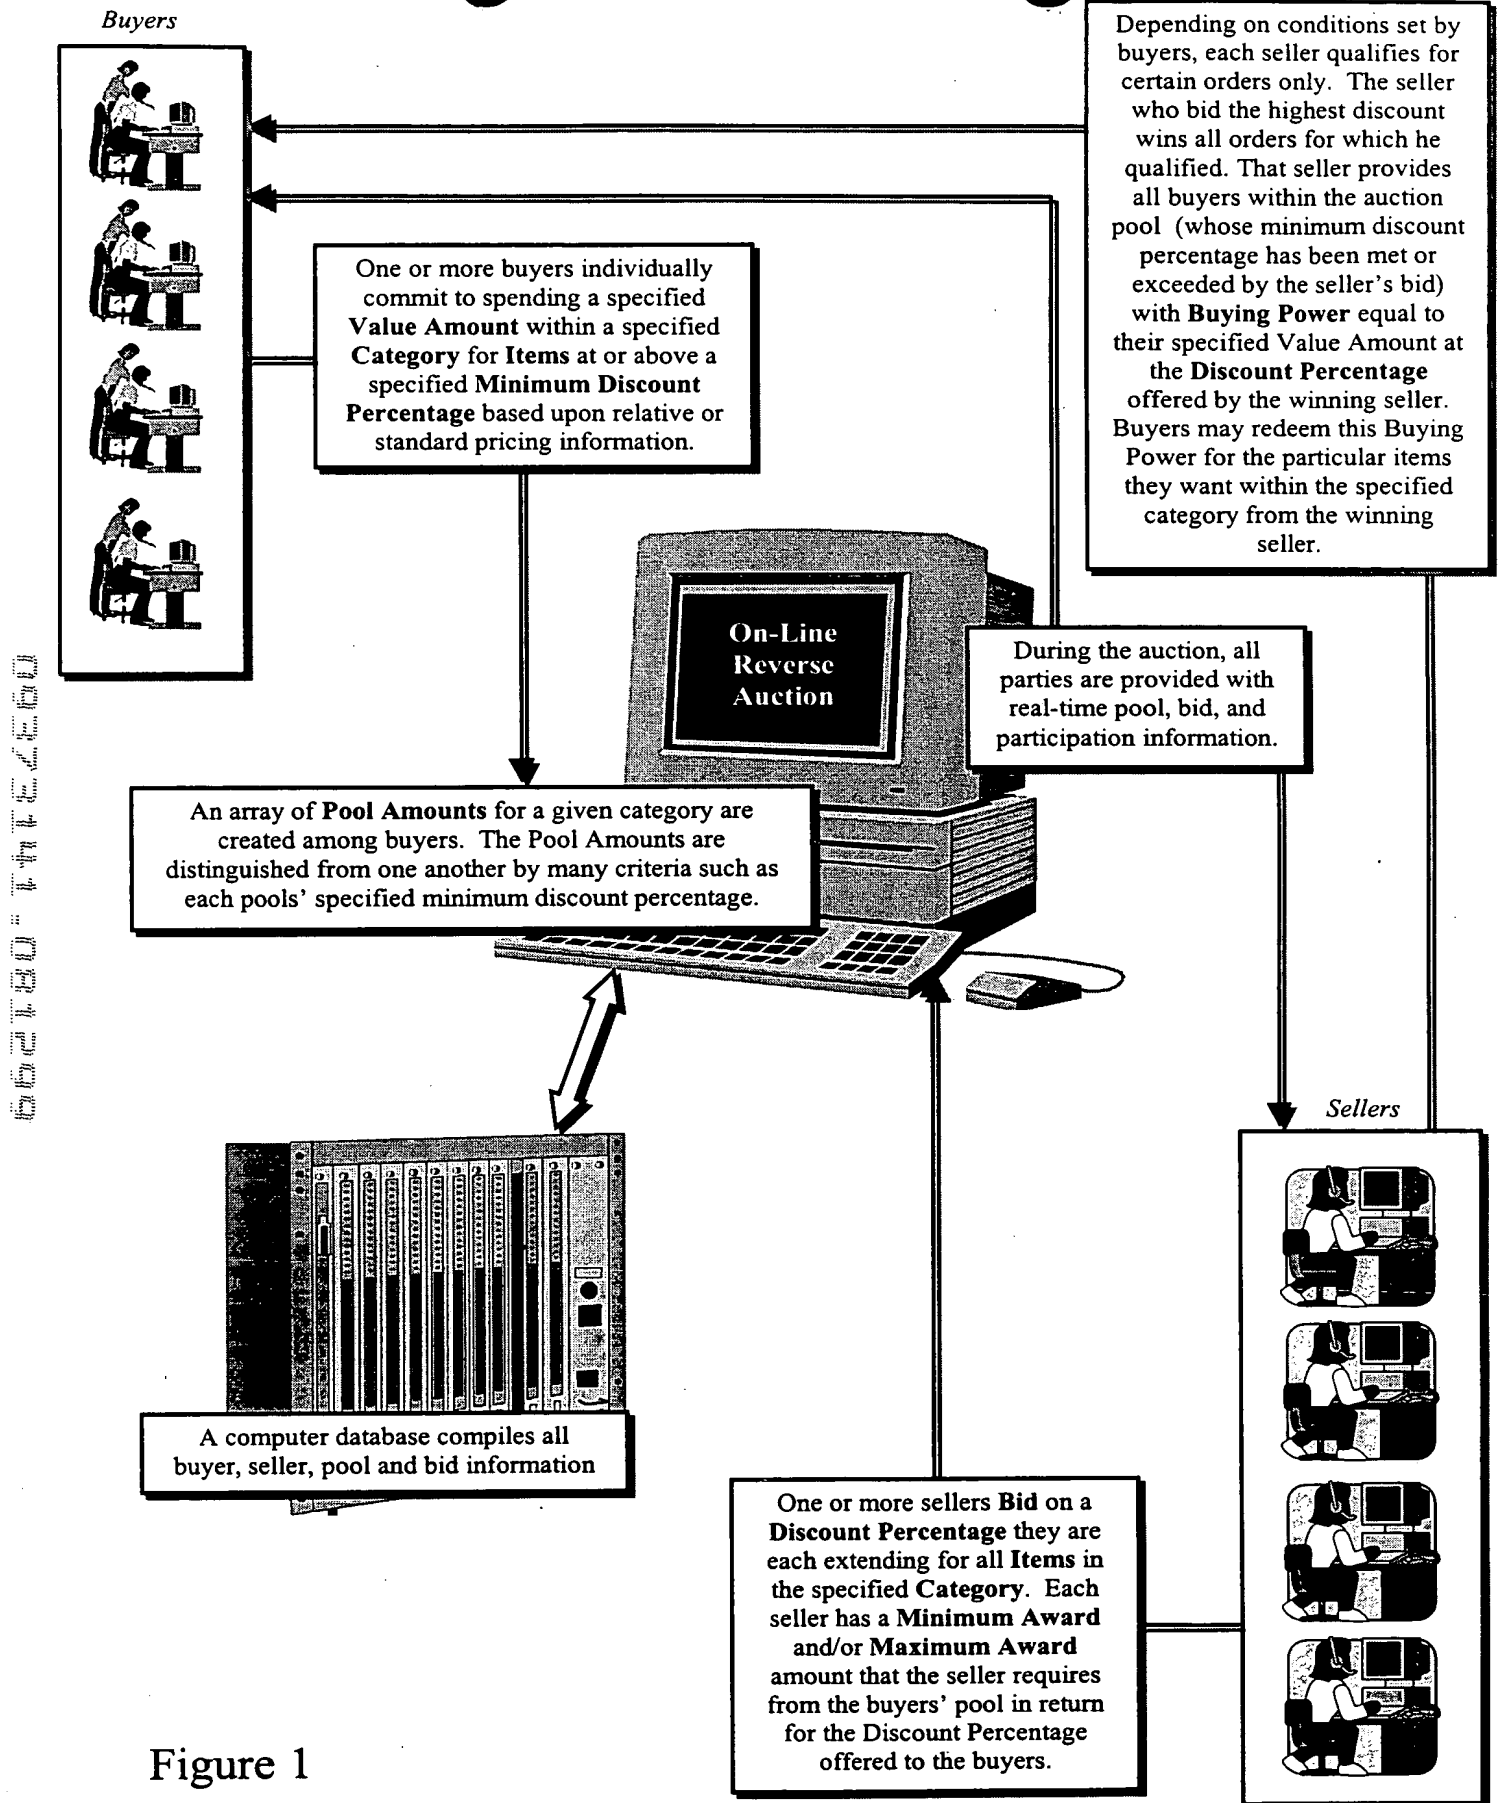 Buyers
Depending on conditions set by
buyers, each seller qualifies for
certain orders only. The seller
who bid the highest discount
wins all orders for which he
qualified. That seller provides
all buyers within the auction
pool (whose minimum discount
percentage has been met or
exceeded by the seller's bid)
with Buying Power equal to
their specified Value Amount at
the Discount Percentage
offered by the winning seller.
Buyers may redeem this Buying
Power for the particular items
they want within the specified
category from the winning
seller.
One or more buyers individually
commit to spending a specified
Value Amount within a specified
Category for Items at or above a
specified Minimum Discount
Percentage based upon relative or
standard pricing information.
On-Line
Reverse
Auction
During the auction, all
parties are provided with
real-time pool, bid, and
participation information.
An array of Pool Amounts for a given category are
created among buyers. The Pool Amounts are
distinguished from one another by many criteria such as
each pools' specified minimum discount percentage.
09373141.081299
Sellers
A computer database compiles all
buyer, seller, pool and bid information
One or more sellers Bid on a
Discount Percentage they are
each extending for all Items in
the specified Category. Each
seller has a Minimum Award
and/or Maximum Award
amount that the seller requires
from the buyers' pool in return
for the Discount Percentage
offered to the buyers.
Figure 1